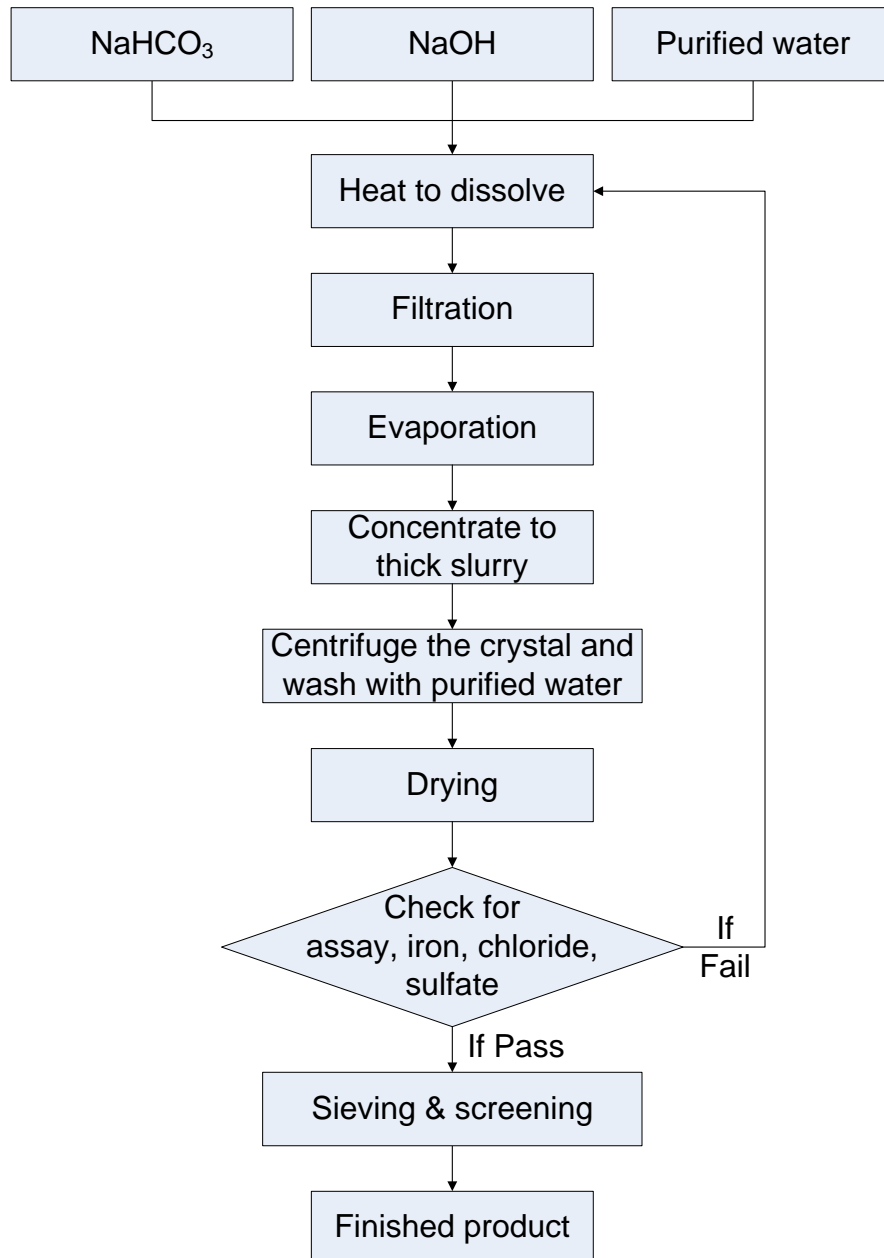 NaHCO₃
NaOH
Purified water
Heat to dissolve
Filtration
Evaporation
Concentrate to
thick slurry
Centrifuge the crystal and
wash with purified water
Drying
Check for
assay, iron, chloride,
sulfate
If
Fail
If Pass
Sieving & screening
Finished product